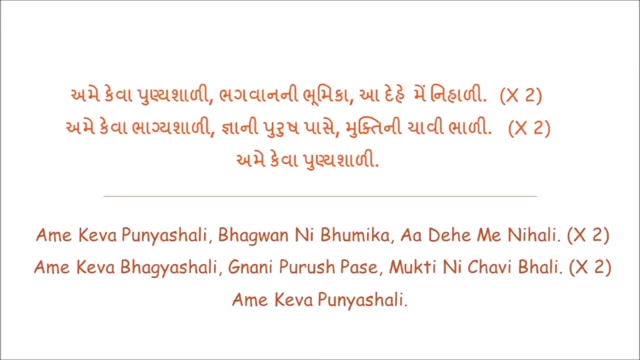 અમે કેવા પુણ્યશાળી, ભગવાનની ભૂમિકા, આ દેહે મેં નિહાળી. (X 2)
અમે કેવા ભાગ્યશાળી, જ્ઞાની પુરુષ પાસે, મુક્તિની ચાવી ભાળી. (X 2)
અમે કેવા પુણ્યશાળી.
Ame Keva Punyashali, Bhagwan Ni Bhumika, Aa Dehe Me Nihali. (X 2)
Ame Keva Bhagyashali, Gnani Purush Pase, Mukti Ni Chavi Bhali. (X 2)
Ame Keva Punyashali.